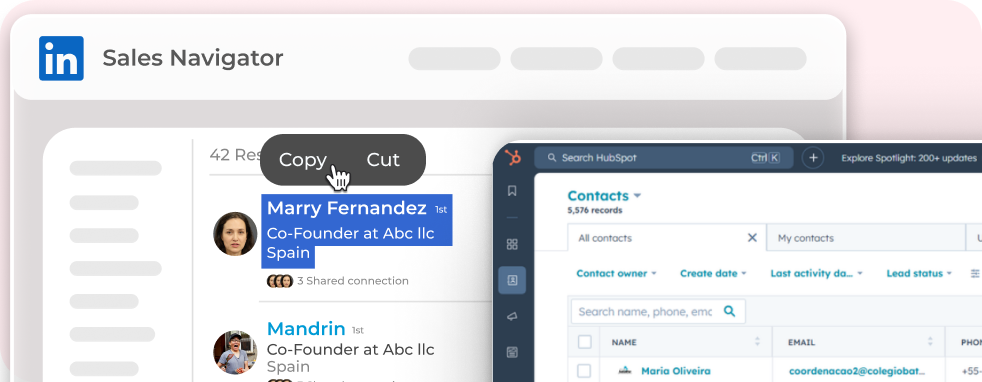 in Sales Navigator
42 Res
Copy Cut
Marry Fernandez 1st
Co-Founder at Abc llc
Spain
3 Shared connection
Mandrin 1st
Co-Founder at Abc llc
Spain
Search HubSpot Ctrl K + Explore Spotlight: 200+ updates
Contacts
5,576 records
All contacts My contacts
Contact owner Create date Last activity da... Lead status
Search name, phone, emc
NAME EMAIL PHON
Maria Oliveira coordenacao2@colegiobat... +55-